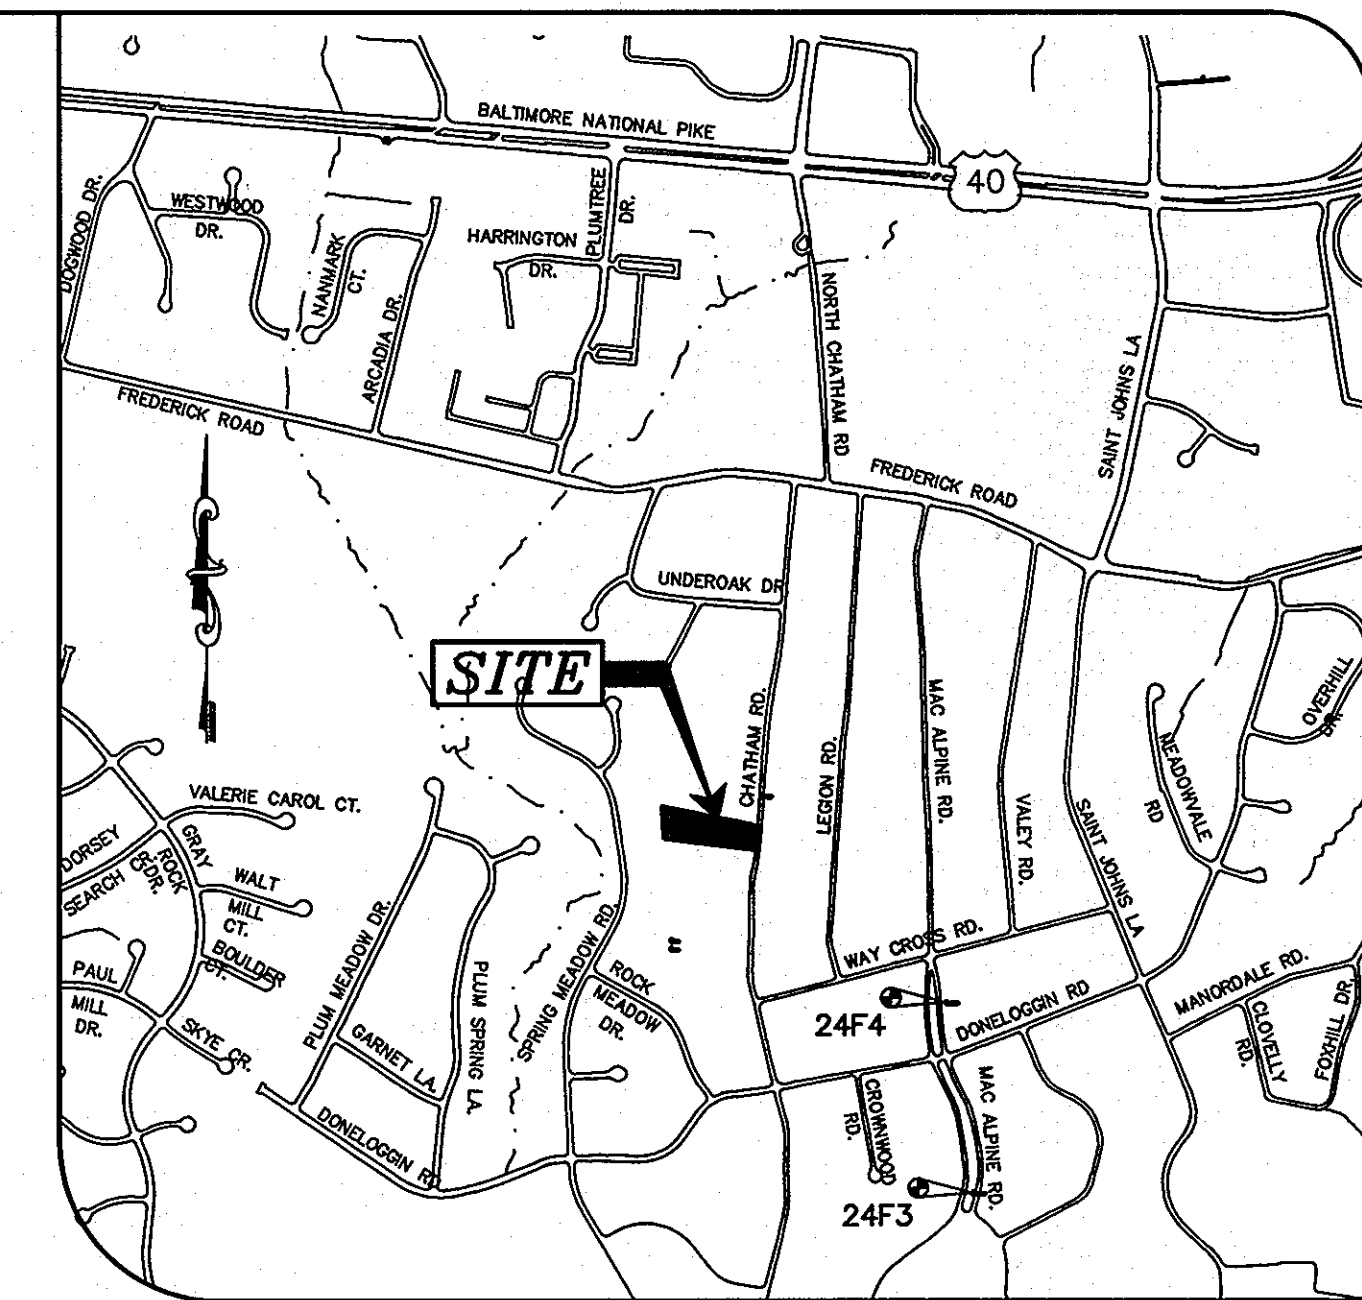 BALTIMORE NATIONAL PIKE
40
DOGWOOD DR.
WESTWOOD
DR.
NANMARK
CT.
ARCADIA DR.
HARRINGTON
DR.
PLUMTREE
DR.
NORTH CHATHAM RD
SAINT JOHNS LA
FREDERICK ROAD
FREDERICK ROAD
UNDEROAK DR
SITE
CHATHAM RD.
LEGION RD.
MAC ALPINE RD.
VALEY RD.
SAINT JOHNS LA
MEADOWVALE
RD
OVERHILL
DR.
VALERIE CAROL CT.
DORSEY
SEARCH
CR.
GRAY
ROCK
DR.
WALT
MILL
CT.
BOULDER
CT.
PAUL
MILL
DR.
SKYE CR.
PLUM MEADOW DR.
GARNET LA.
PLUM SPRING LA.
SPRING MEADOW RD.
ROCK
MEADOW
DR.
DONELOGGIN RD
WAY CROSS RD.
24F4
DONELOGGIN RD
MANORDALE RD.
CLOVELLY
RD.
FOXHILL DR.
CROWNWOOD
RD.
MAC ALPINE RD.
24F3